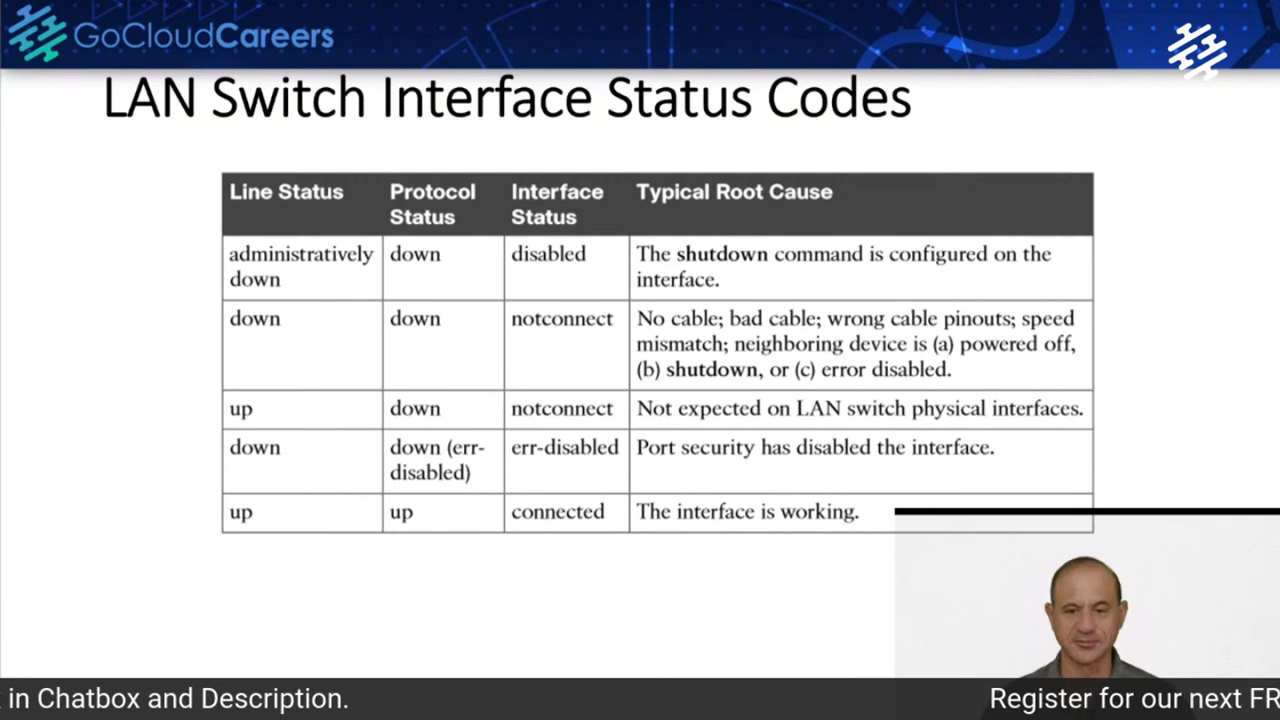 GoCloudCareers
LAN Switch Interface Status Codes
Line Status
Protocol
Status
Interface
Status
Typical Root Cause
administratively
down
down
disabled
The shutdown command is configured on the
interface.
down
down
notconnect
No cable; bad cable; wrong cable pinouts; speed
mismatch; neighboring device is (a) powered off,
(b) shutdown, or (c) error disabled.
up
down
notconnect
Not expected on LAN switch physical interfaces.
down
down (err-
disabled)
err-disabled
Port security has disabled the interface.
up
up
connected
The interface is working.
in Chatbox and Description.
Register for our next FR